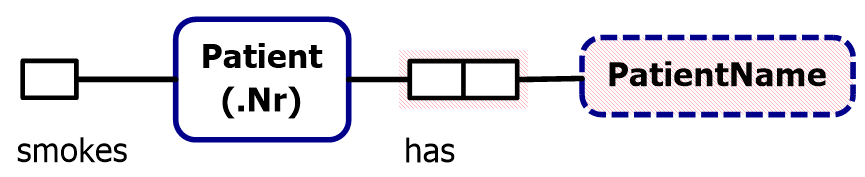 Patient
(.Nr)
PatientName
smokes
has